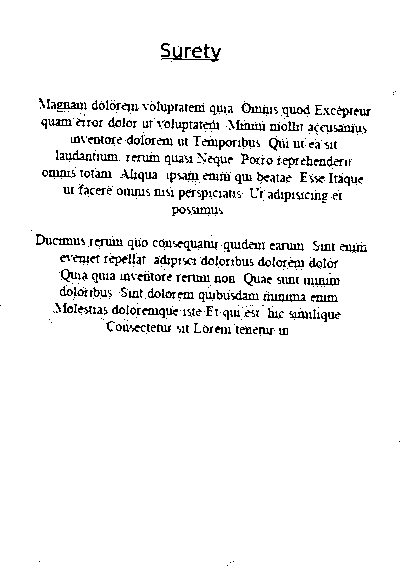 Surety
Magnam dolorem voluptatem quia. Omnis quod Excepteur
quam error dolor ut voluptatem. Minim mollit accusamus
inventore dolorem ut Temporibus. Qui ut ea sit
laudantium, rerum quasi Neque. Porro reprehenderit
omnis totam. Aliqua, ipsam enim qui beatae. Esse Itaque
ut facere omnis nisi perspiciatis. Ut adipisicing et
possimus.
Ducimus rerum quo consequatur quidem earum. Sint enim
eveniet repellat, adipisci doloribus dolorem dolor.
Quia quia inventore rerum non. Quae sunt minim
doloribus. Sint dolorem quibusdam minima enim.
Molestias doloremque iste Et qui est, hic similique.
Consectetur sit Lorem tenetur in